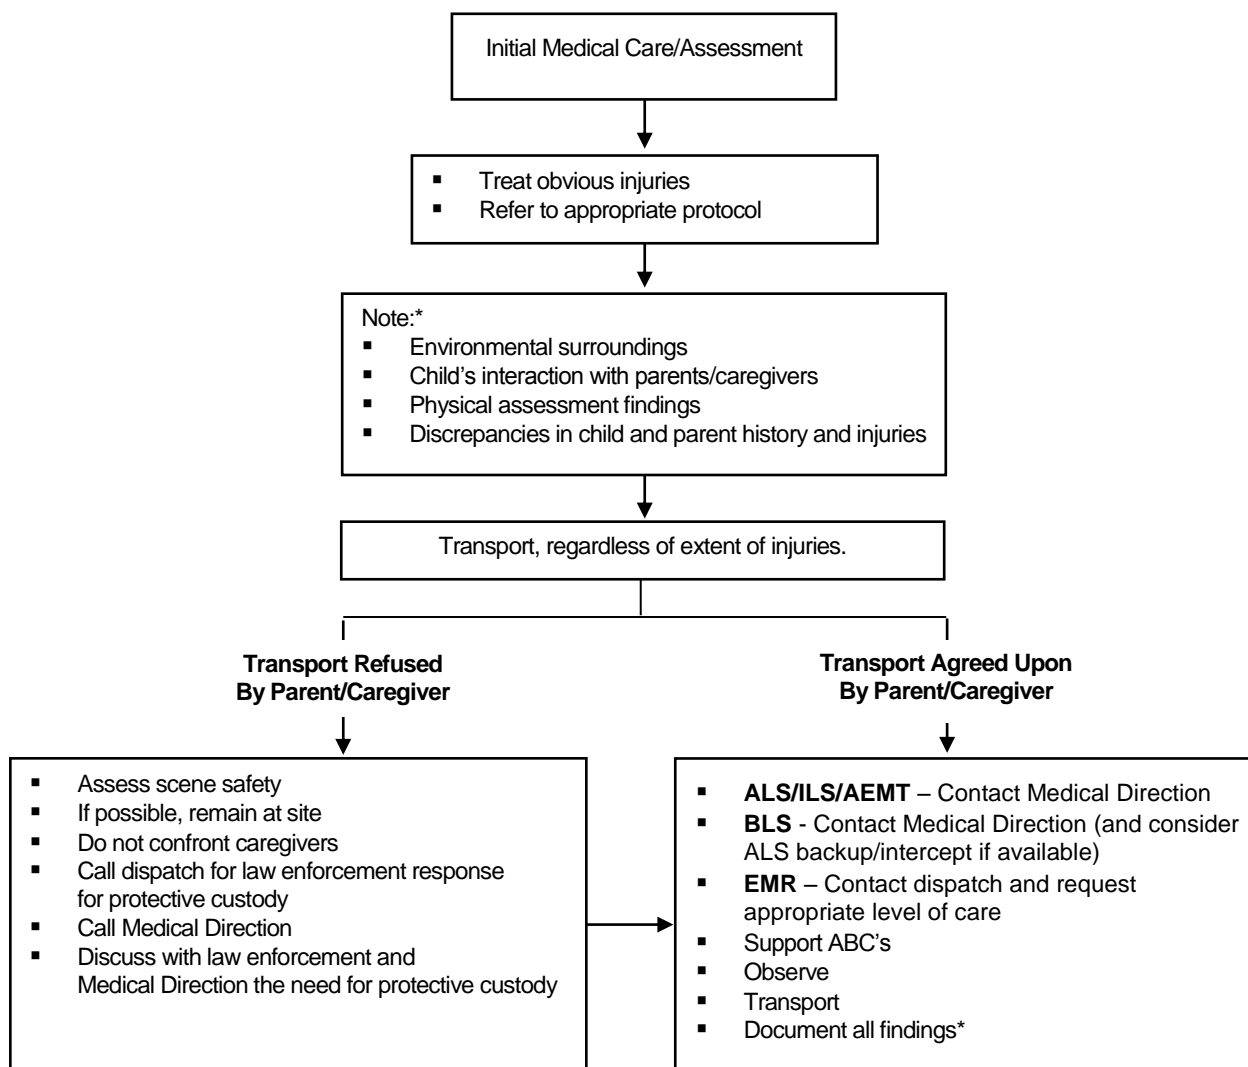 Initial Medical Care/Assessment
▪ Treat obvious injuries
▪ Refer to appropriate protocol
Note:*
▪ Environmental surroundings
▪ Child's interaction with parents/caregivers
▪ Physical assessment findings
▪ Discrepancies in child and parent history and injuries
Transport, regardless of extent of injuries.
Transport Refused
By Parent/Caregiver
▪ Assess scene safety
▪ If possible, remain at site
▪ Do not confront caregivers
▪ Call dispatch for law enforcement response
for protective custody
▪ Call Medical Direction
▪ Discuss with law enforcement and
Medical Direction the need for protective custody
Transport Agreed Upon
By Parent/Caregiver
▪ ALS/ILS/AEMT – Contact Medical Direction
▪ BLS - Contact Medical Direction (and consider
ALS backup/intercept if available)
▪ EMR – Contact dispatch and request
appropriate level of care
▪ Support ABC's
▪ Observe
▪ Transport
▪ Document all findings*